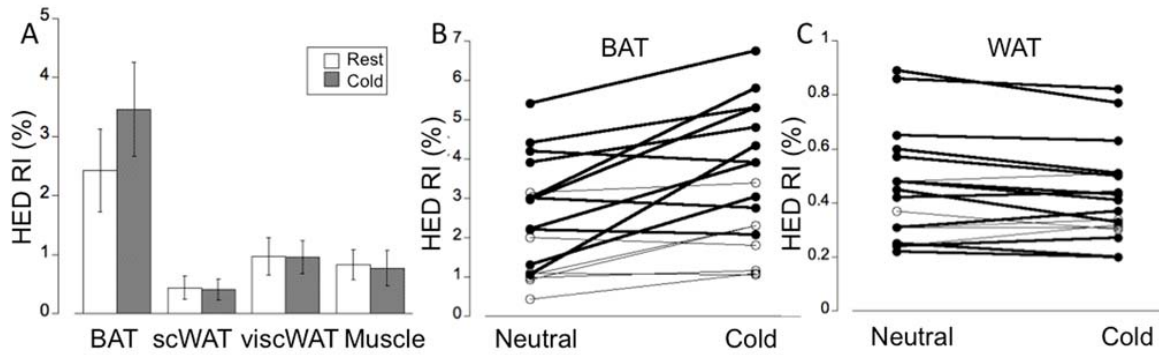 A
HED RI (%)
5
4
3
2
1
0
Rest
Cold
BAT scWAT viscWAT Muscle
B
BAT
HED RI (%)
7
6
5
4
3
2
1
0
Neutral Cold
C
WAT
HED RI (%)
1
0.8
0.6
0.4
0.2
0
Neutral Cold